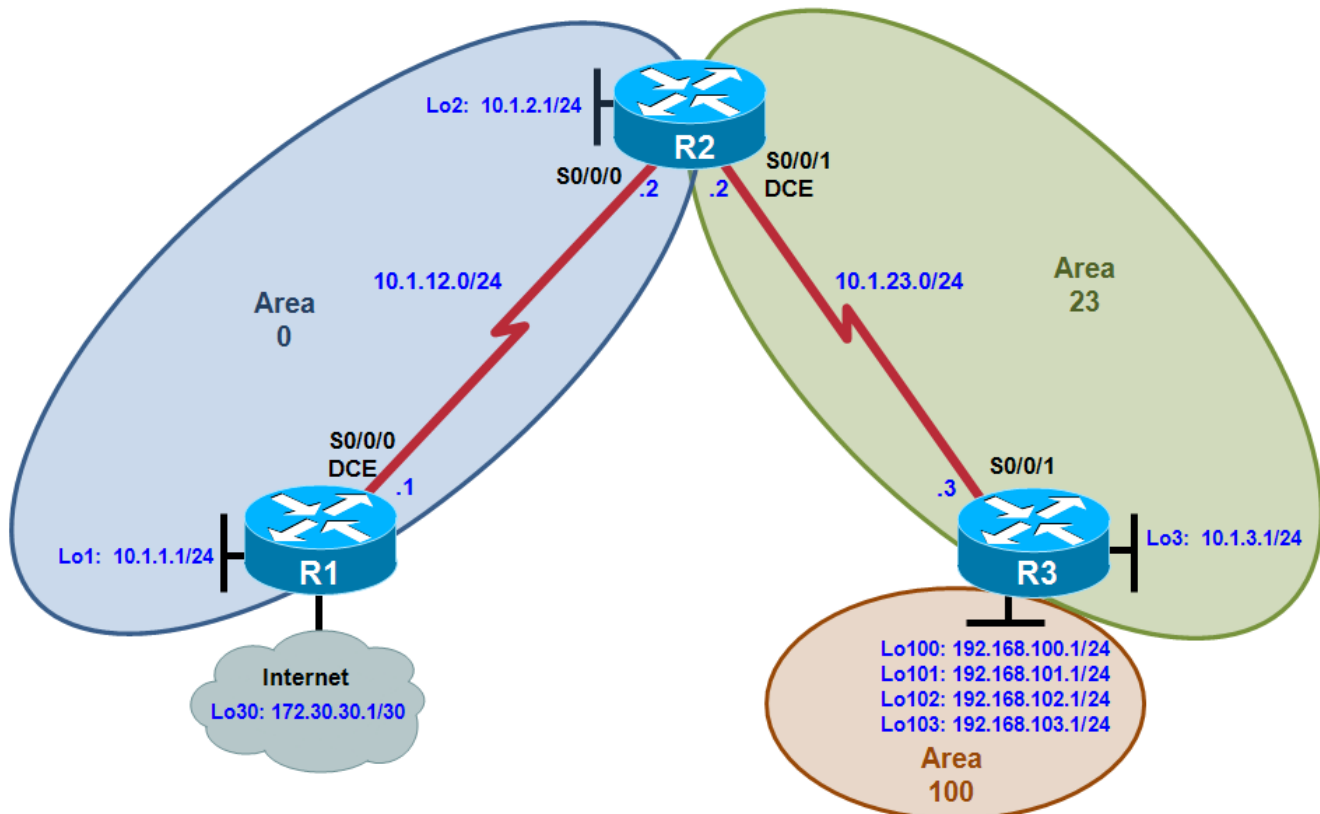 Lo2: 10.1.2.1/24
R2
S0/0/0
.2
.2
S0/0/1
DCE
10.1.12.0/24
10.1.23.0/24
Area
0
Area
23
S0/0/0
DCE
.1
S0/0/1
.3
Lo1: 10.1.1.1/24
R1
R3
Lo3: 10.1.3.1/24
Internet
Lo30: 172.30.30.1/30
Lo100: 192.168.100.1/24
Lo101: 192.168.101.1/24
Lo102: 192.168.102.1/24
Lo103: 192.168.103.1/24
Area
100